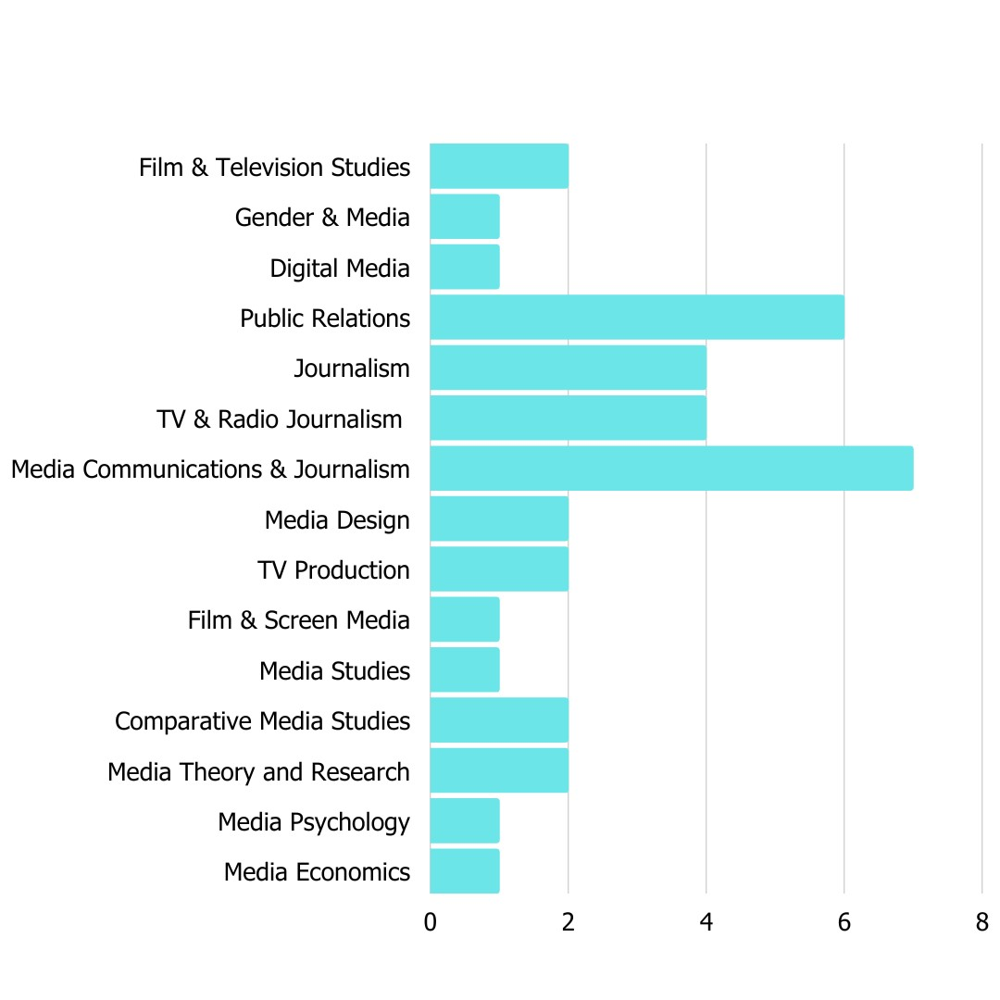 Film & Television Studies
Gender & Media
Digital Media
Public Relations
Journalism
TV & Radio Journalism
Media Communications & Journalism
Media Design
TV Production
Film & Screen Media
Media Studies
Comparative Media Studies
Media Theory and Research
Media Psychology
Media Economics
0 2 4 6 8